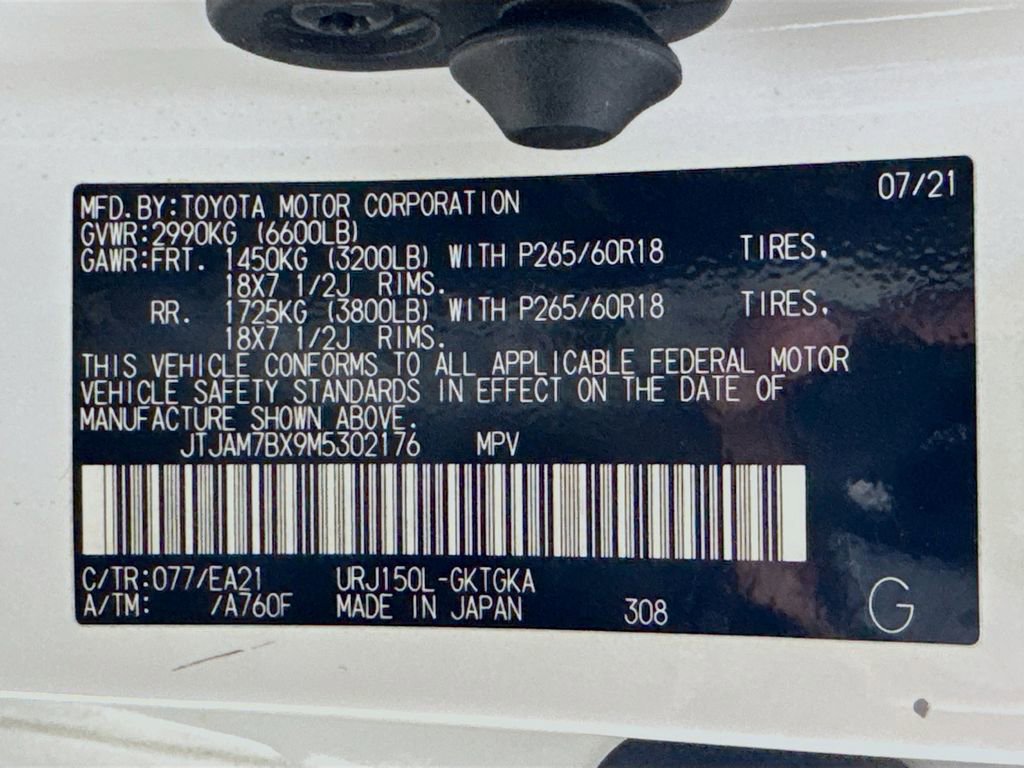 07/21
MFD. BY: TOYOTA MOTOR CORPORATION
GVWR: 2990KG (6600LB)
GAWR: FRT. 1450KG (3200LB) WITH P265/60R18 TIRES.
18X7 1/2J RIMS.
RR. 1725KG (3800LB) WITH P265/60R18 TIRES.
18X7 1/2J RIMS.
THIS VEHICLE CONFORMS TO ALL APPLICABLE FEDERAL MOTOR
VEHICLE SAFETY STANDARDS IN EFFECT ON THE DATE OF
MANUFACTURE SHOWN ABOVE.
JTJAM7BX9M5302176 MPV
C/TR: 077/EA21 URJ150L-GKTGKA
A/TM: /A760F MADE IN JAPAN 308 G